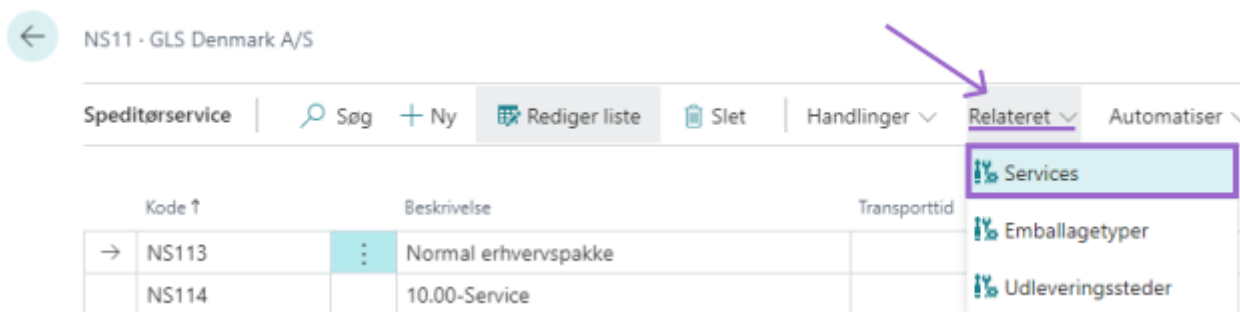 NS11 · GLS Denmark A/S
Speditørservice Søg Ny Rediger liste Slet Handlinger Relateret Automatiser
Services
Kode ↑ Beskrivelse Transporttid
Emballagetyper
NS113 Normal erhvervspakke
NS114 10.00-Service
Udleveringssteder